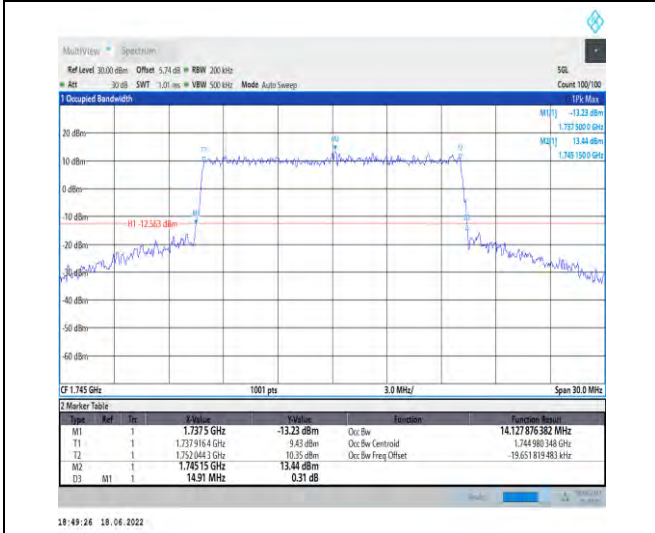 MultiView Spectrum
Ref Level 30.00 dBm Offset 5.74 dB RBW 200 kHz SGL
Att 30 dB SWT 1.01 ms VBW 500 kHz Mode Auto Sweep Count 100/100
1 Occupied Bandwidth 1Pk Max
M1[1] -13.23 dBm
1.737 500 0 GHz
20 dBm M2[1] 13.44 dBm
1.745 150 0 GHz
M2
T1 T2
10 dBm
0 dBm
-10 dBm
M1
H1 -12.563 dBm
-20 dBm
-30 dBm
-40 dBm
-50 dBm
-60 dBm
CF 1.745 GHz 1001 pts 3.0 MHz/ Span 30.0 MHz
2 Marker Table
Type Ref Trc X-Value Y-Value Function Function Result
M1 1 1.7375 GHz -13.23 dBm Occ Bw 14.127 876 382 MHz
T1 1 1.737 916 4 GHz 9.43 dBm Occ Bw Centroid 1.744 980 348 GHz
T2 1 1.752 044 3 GHz 10.35 dBm Occ Bw Freq Offset -19.651 819 483 kHz
M2 1 1.745 15 GHz 13.44 dBm
D3 M1 1 14.91 MHz 0.31 dB
18:49:26 18.06.2022